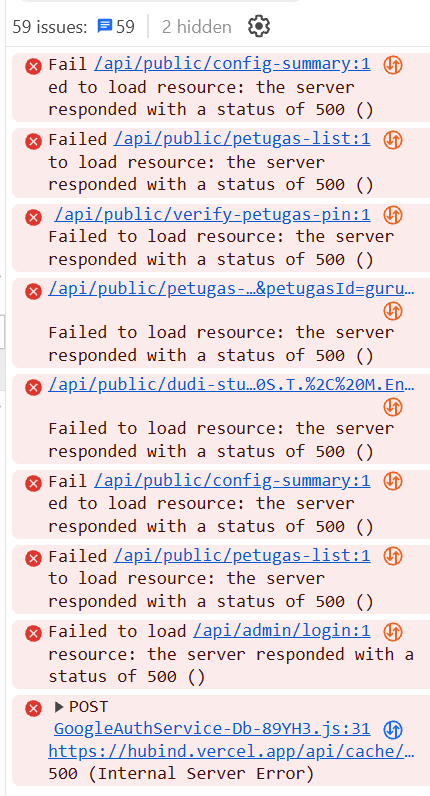 59 issues: 59 2 hidden
Fail /api/public/config-summary:1
ed to load resource: the server
responded with a status of 500 ()
Failed /api/public/petugas-list:1
to load resource: the server
responded with a status of 500 ()
/api/public/verify-petugas-pin:1
Failed to load resource: the server
responded with a status of 500 ()
/api/public/petugas-…&petugasId=guru…
Failed to load resource: the server
responded with a status of 500 ()
/api/public/dudi-stu…0S.T.%2C%20M.En…
Failed to load resource: the server
responded with a status of 500 ()
Fail /api/public/config-summary:1
ed to load resource: the server
responded with a status of 500 ()
Failed /api/public/petugas-list:1
to load resource: the server
responded with a status of 500 ()
Failed to load /api/admin/login:1
resource: the server responded with a
status of 500 ()
POST
GoogleAuthService-Db-89YH3.js:31
https://hubind.vercel.app/api/cache/…
500 (Internal Server Error)